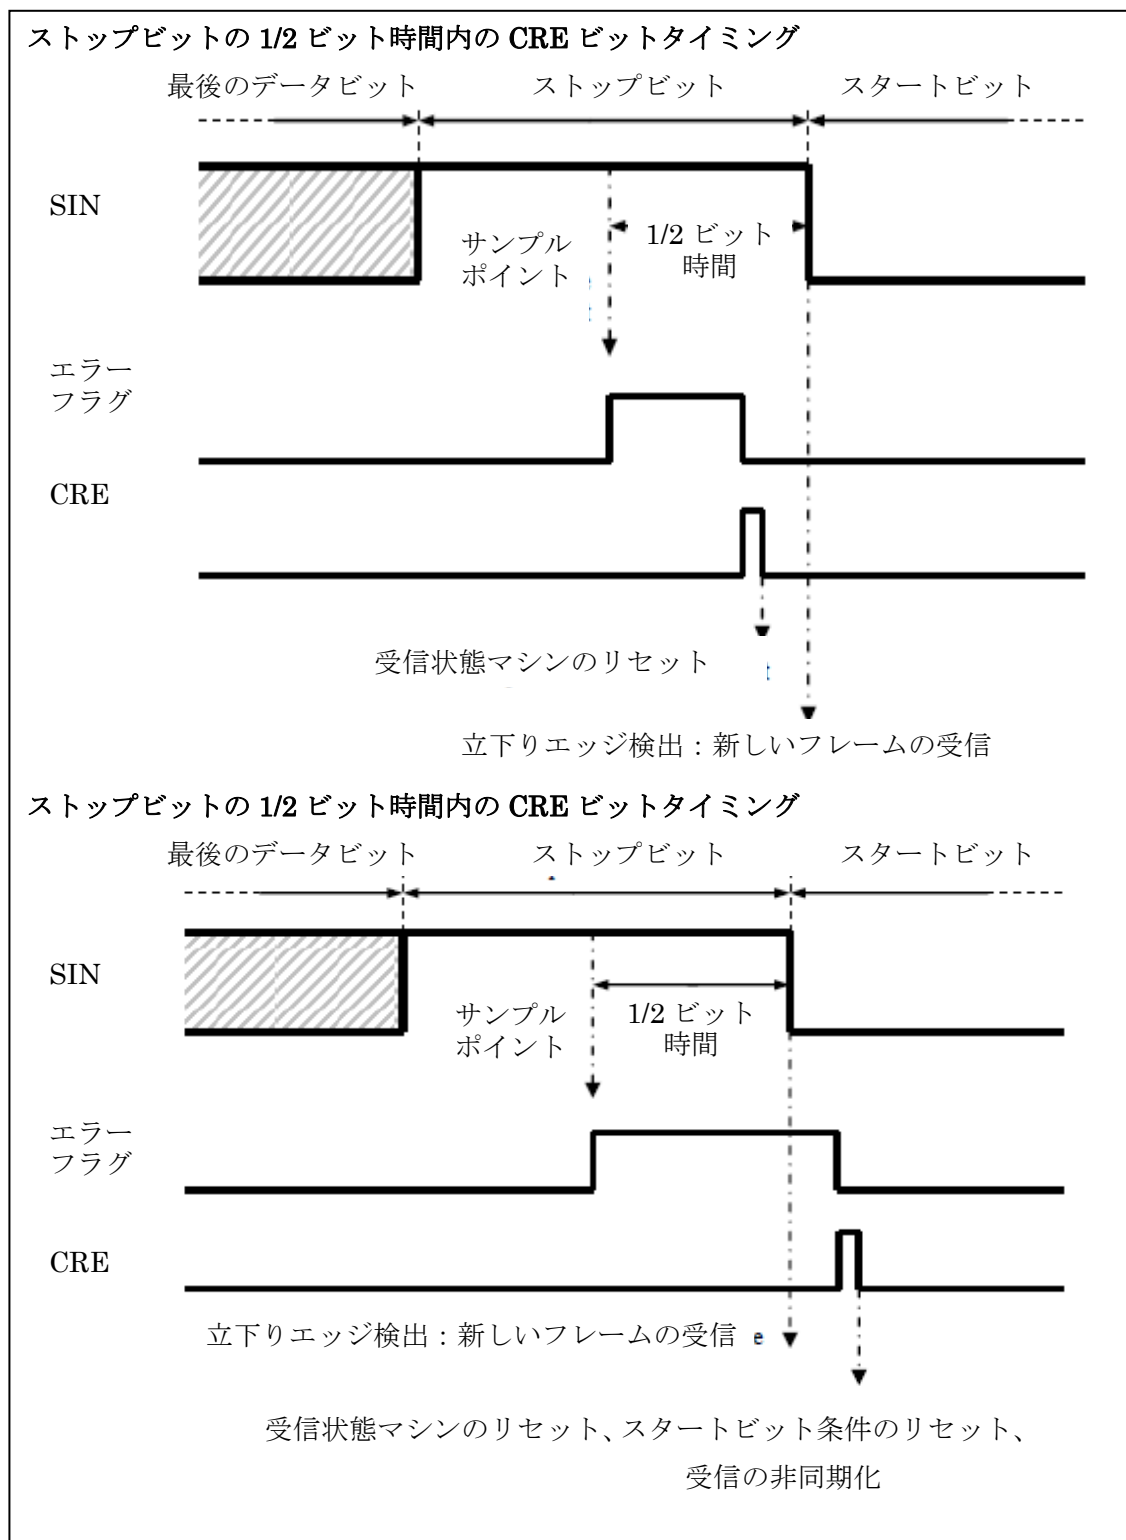 ストップビットの 1/2 ビット時間内の CRE ビットタイミング
最後のデータビット ストップビット スタートビット
SIN
サンプル
ポイント
1/2 ビット
時間
エラー
フラグ
CRE
受信状態マシンのリセット
立下りエッジ検出：新しいフレームの受信
ストップビットの 1/2 ビット時間内の CRE ビットタイミング
最後のデータビット ストップビット スタートビット
SIN
サンプル
ポイント
1/2 ビット
時間
エラー
フラグ
CRE
立下りエッジ検出：新しいフレームの受信 e
受信状態マシンのリセット、スタートビット条件のリセット、
受信の非同期化